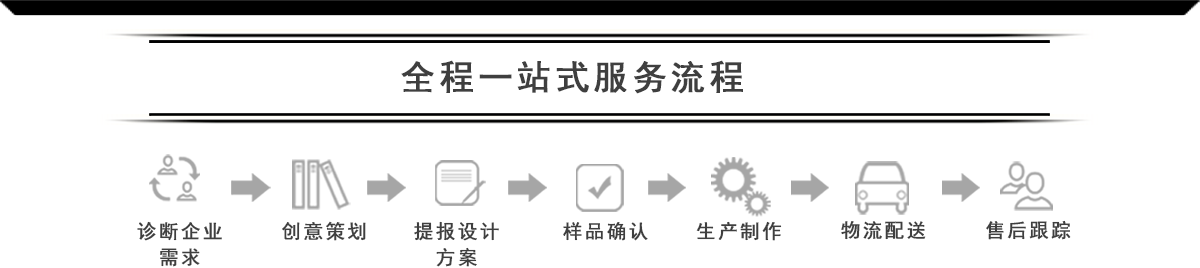 全程一站式服务流程
诊断企业
需求
创意策划
提报设计
方案
样品确认
生产制作
物流配送
售后跟踪